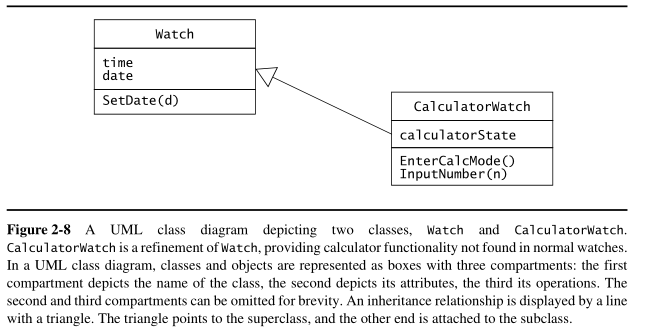 Watch
time
date
SetDate(d)
CalculatorWatch
calculatorState
EnterCalcMode()
InputNumber(n)
Figure 2-8 A UML class diagram depicting two classes, Watch and CalculatorWatch.
CalculatorWatch is a refinement of Watch, providing calculator functionality not found in normal watches.
In a UML class diagram, classes and objects are represented as boxes with three compartments: the first
compartment depicts the name of the class, the second depicts its attributes, the third its operations. The
second and third compartments can be omitted for brevity. An inheritance relationship is displayed by a line
with a triangle. The triangle points to the superclass, and the other end is attached to the subclass.